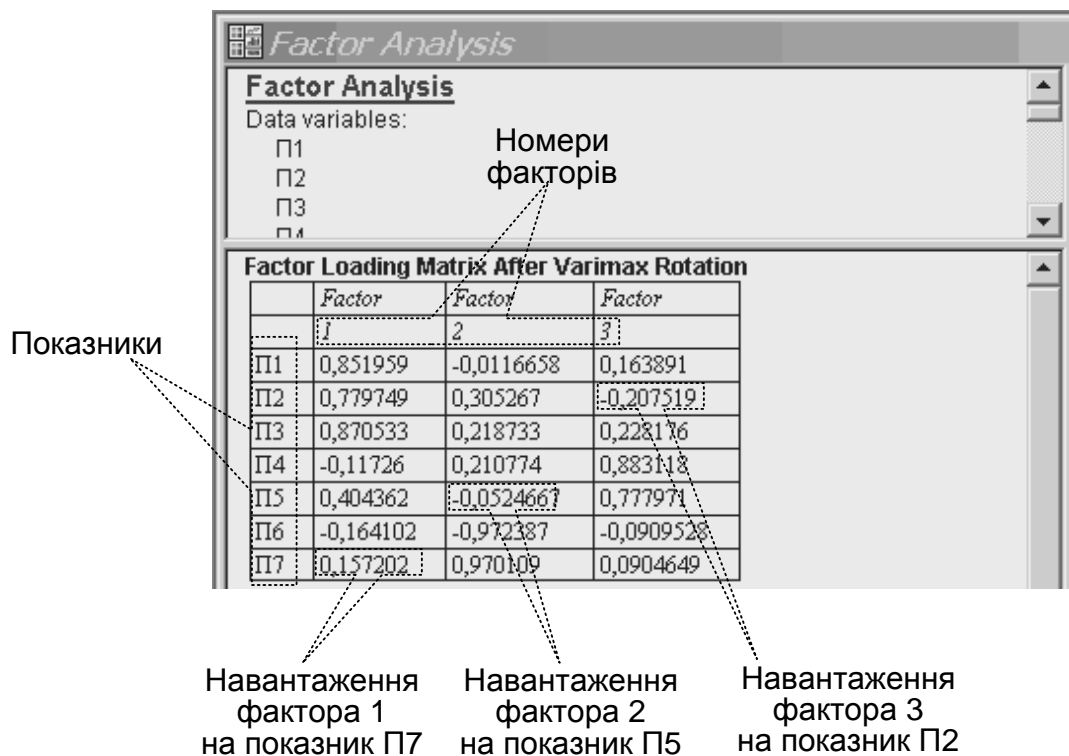 Factor Analysis
Factor Analysis
Data variables:
П1
П2
П3
П4
Номери
факторів
Factor Loading Matrix After Varimax Rotation
Factor Factor Factor
1 2 3
П1 0,851959 -0,0116658 0,163891
П2 0,779749 0,305267 -0,207519
П3 0,870533 0,218733 0,228176
П4 -0,11726 0,210774 0,883118
П5 0,404362 -0,0524667 0,777971
П6 -0,164102 -0,972387 -0,0909528
П7 0,157202 0,970109 0,0904649
Показники
Навантаження
фактора 1
на показник П7
Навантаження
фактора 2
на показник П5
Навантаження
фактора 3
на показник П2